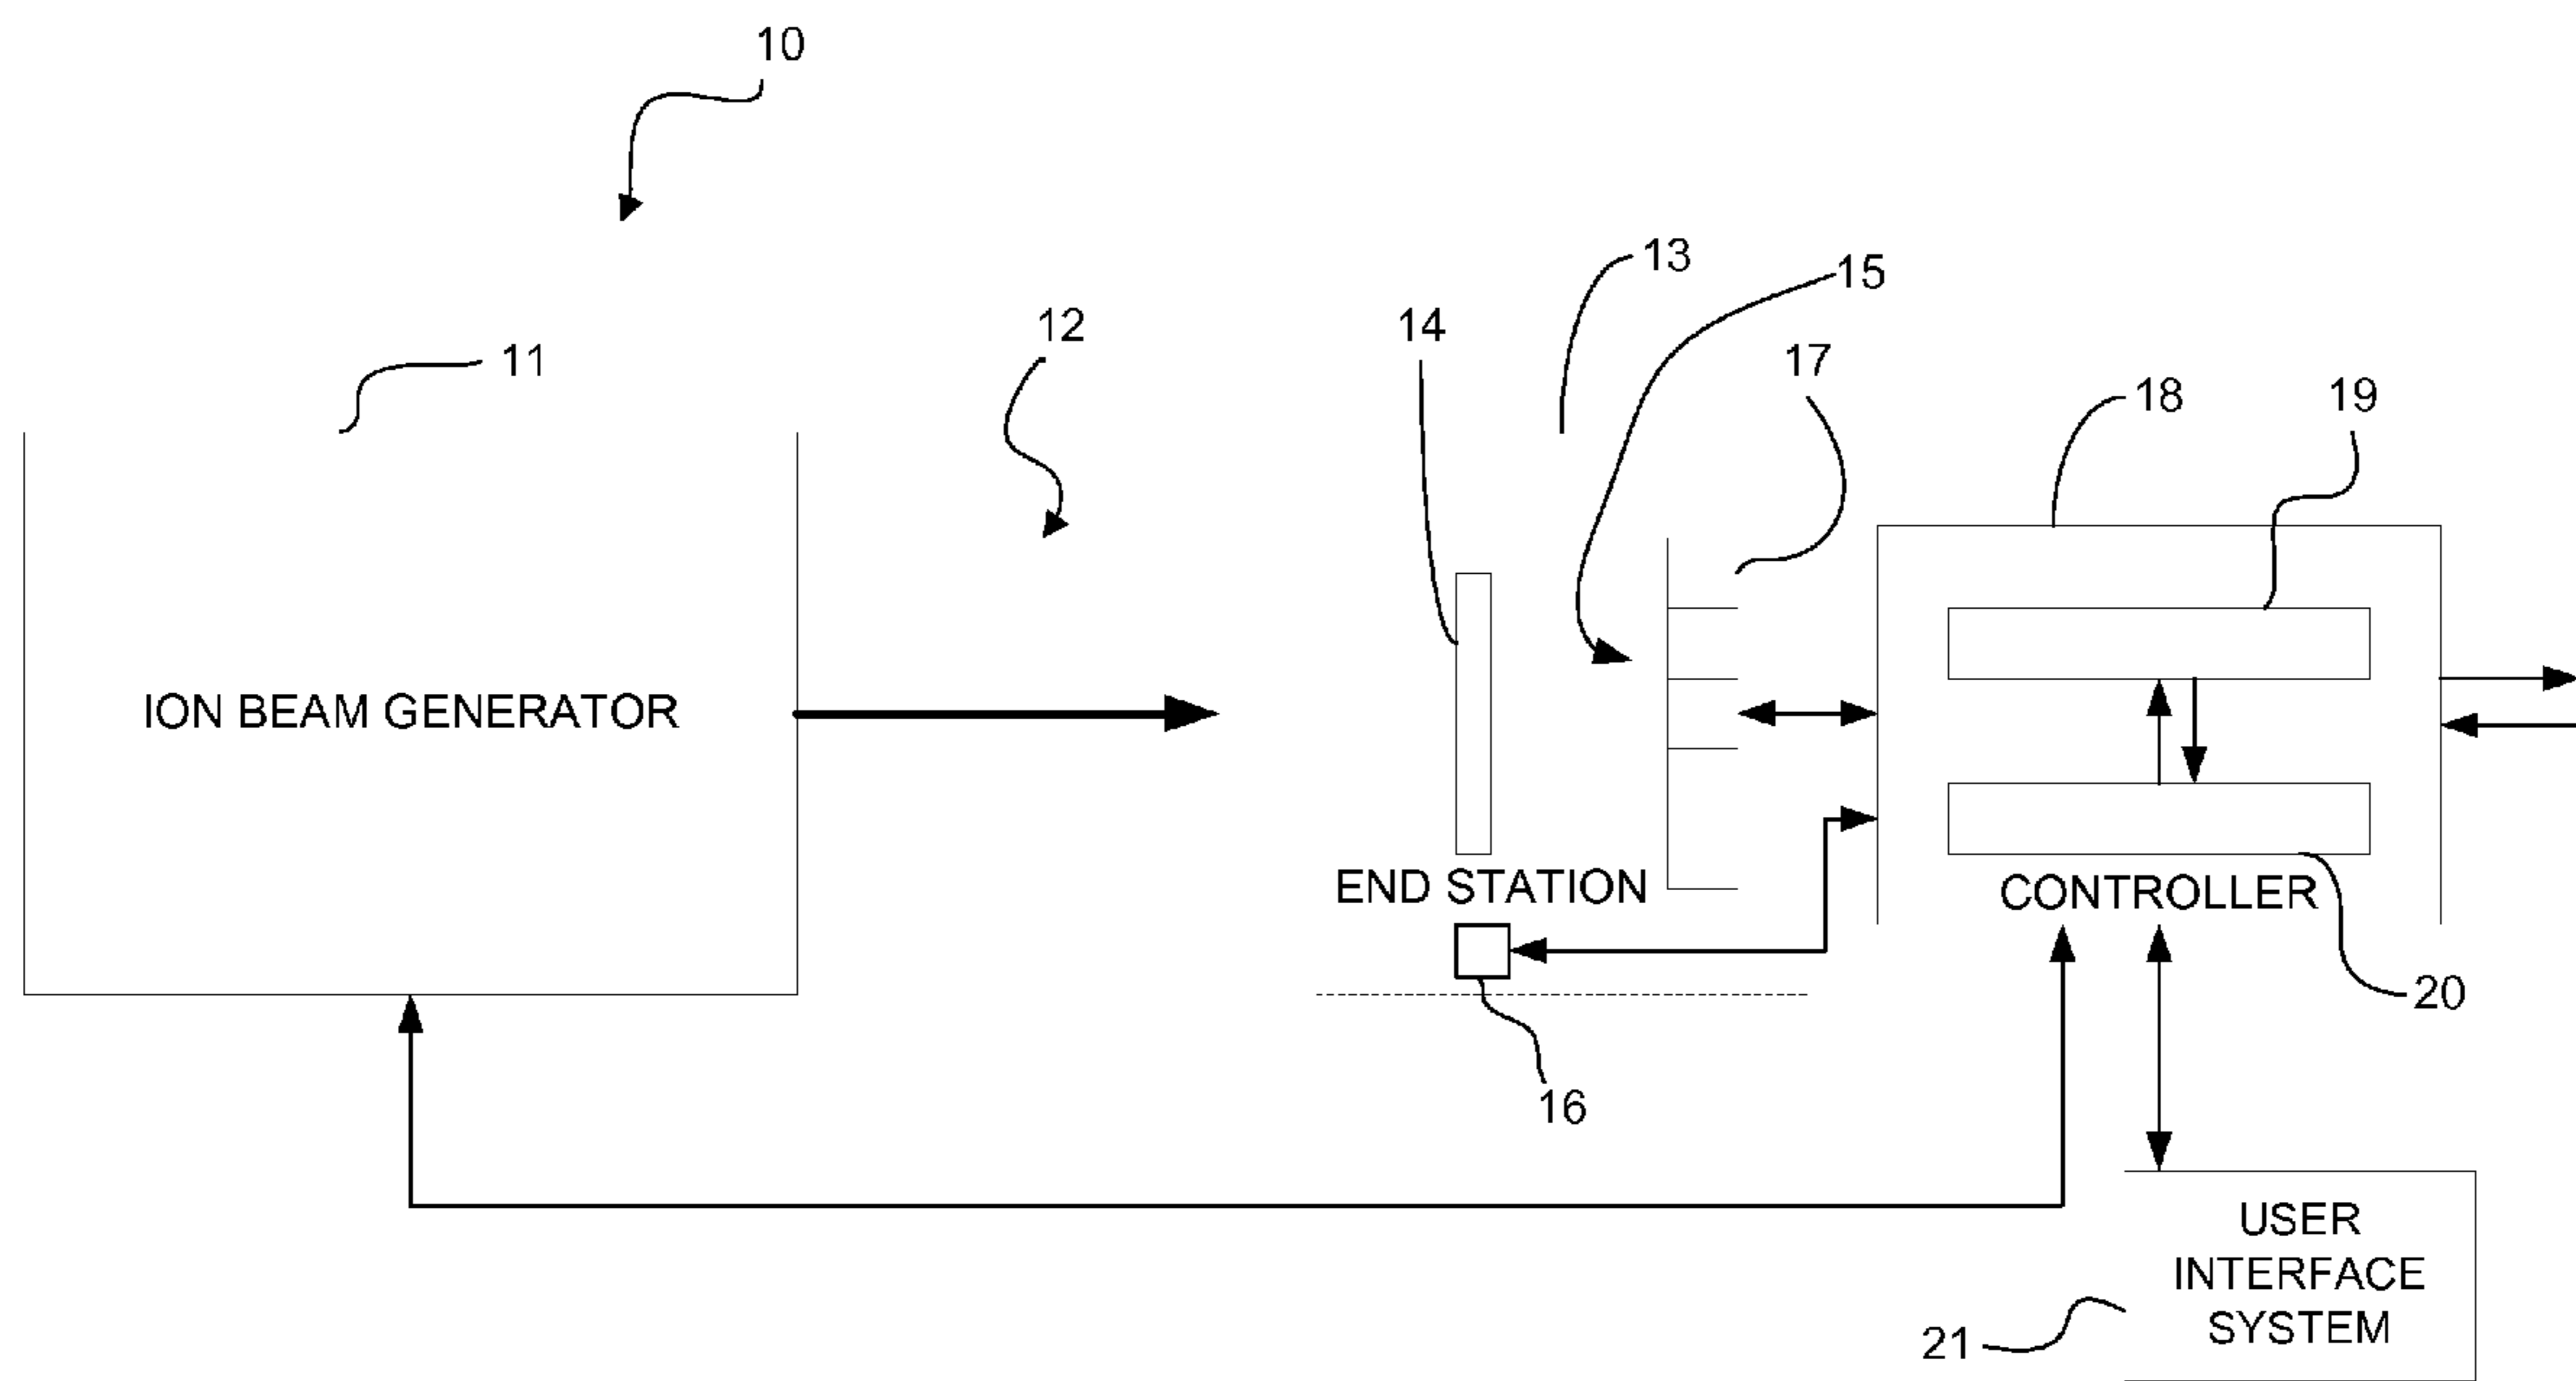 10
13
15
12
14
11
17
18
19
ION BEAM GENERATOR
END STATION
CONTROLLER
20
16
USER
INTERFACE
SYSTEM
21